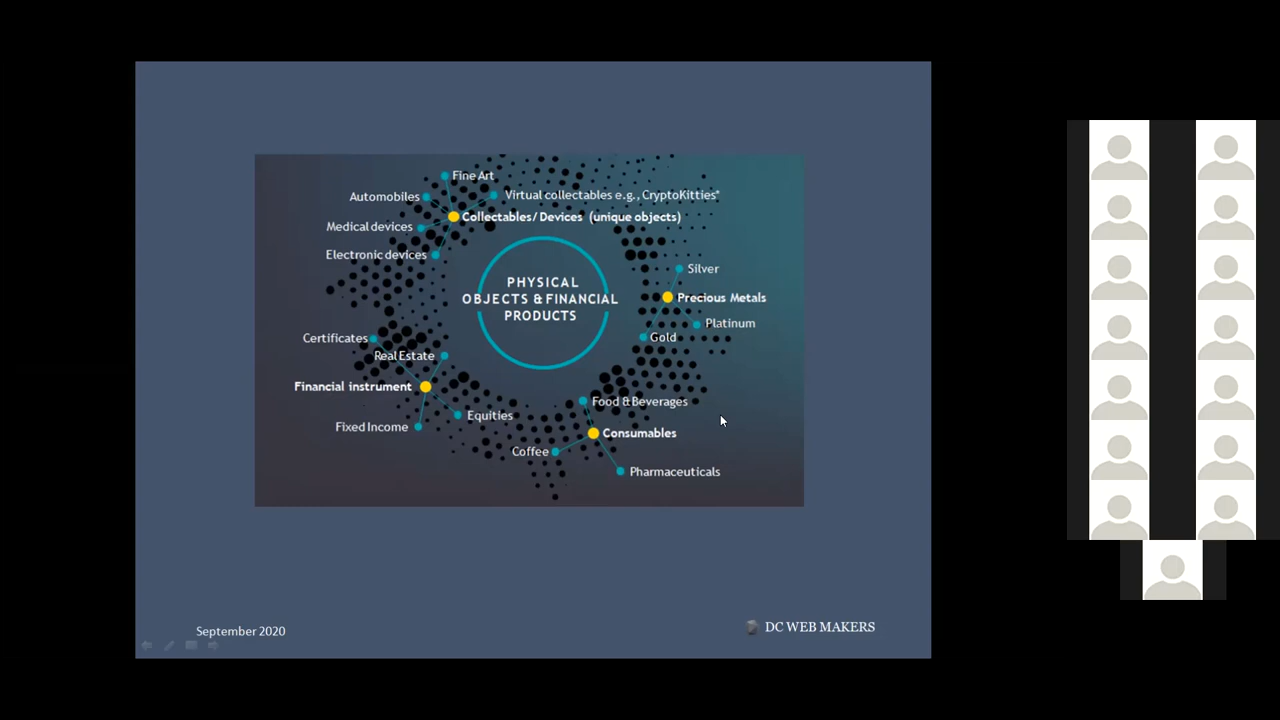 Fine Art
Automobiles
Virtual collectables e.g., CryptoKitties*
Collectables/Devices (unique objects)
Medical devices
Electronic devices
PHYSICAL
OBJECTS & FINANCIAL
PRODUCTS
Silver
Precious Metals
Platinum
Gold
Certificates
Real Estate
Financial instrument
Equities
Fixed Income
Food & Beverages
Consumables
Coffee
Pharmaceuticals
September 2020
DC WEB MAKERS